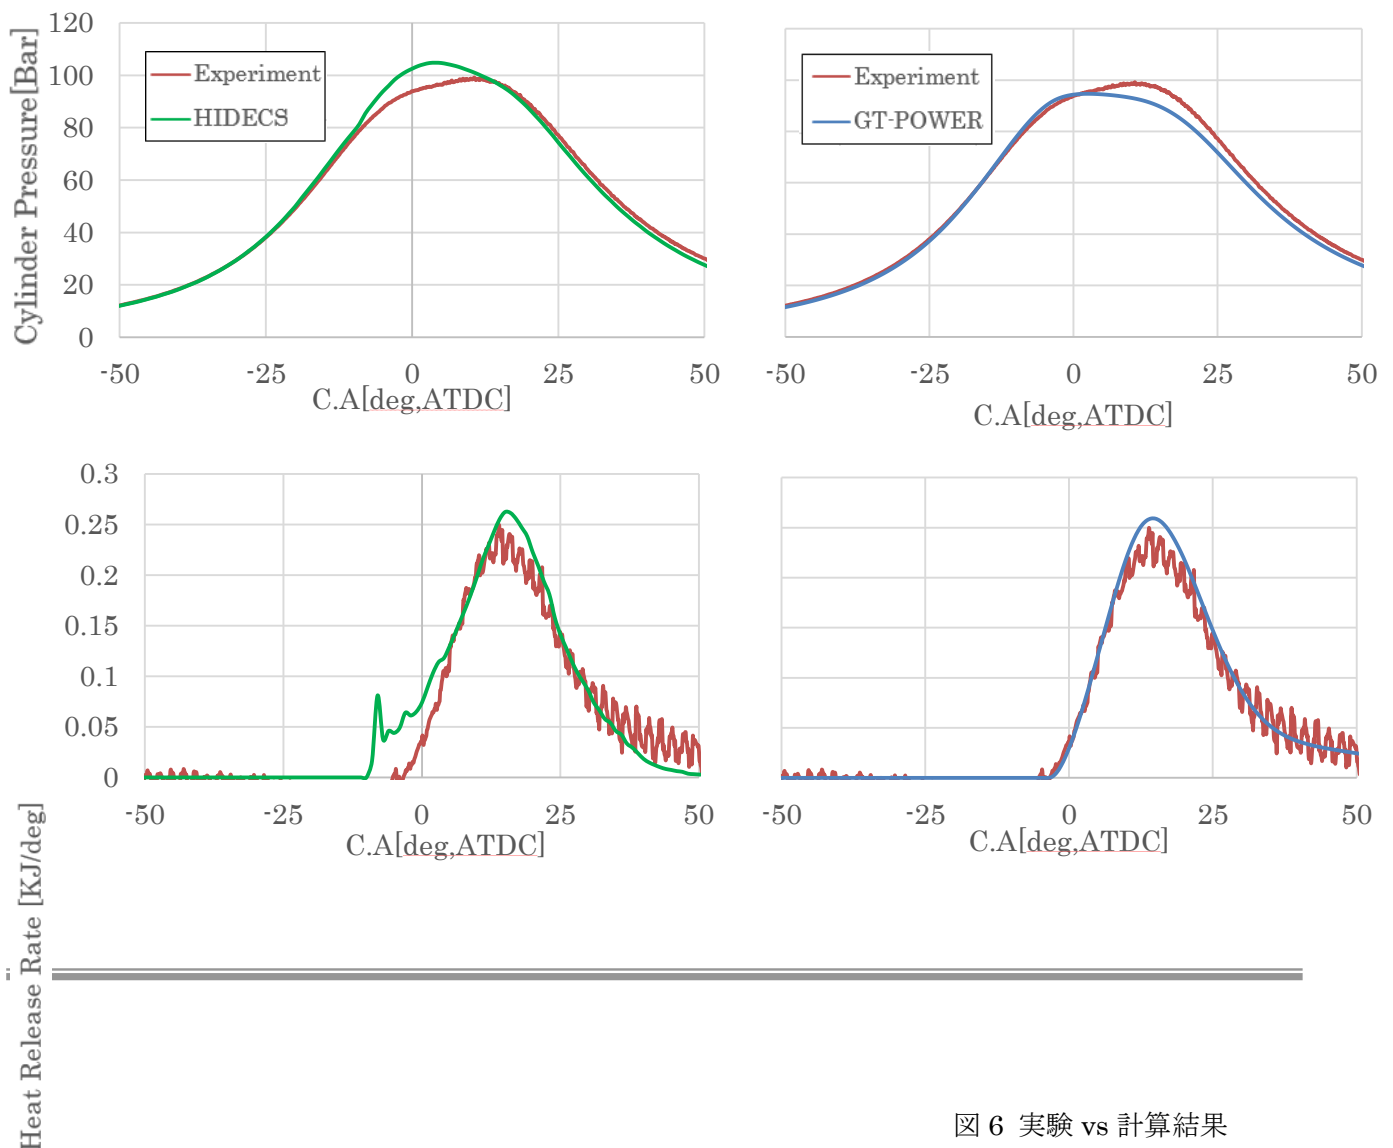 Cylinder Pressure[Bar]
120
100
80
60
40
20
0
Experiment
HIDECS
-50 -25 0 25 50
C.A[deg,ATDC]
Experiment
GT-POWER
-50 -25 0 25 50
C.A[deg,ATDC]
Heat Release Rate [KJ/deg]
0.3
0.25
0.2
0.15
0.1
0.05
0
-50 -25 0 25 50
C.A[deg,ATDC]
-50 -25 0 25 50
C.A[deg,ATDC]
図 6 実験 vs 計算結果